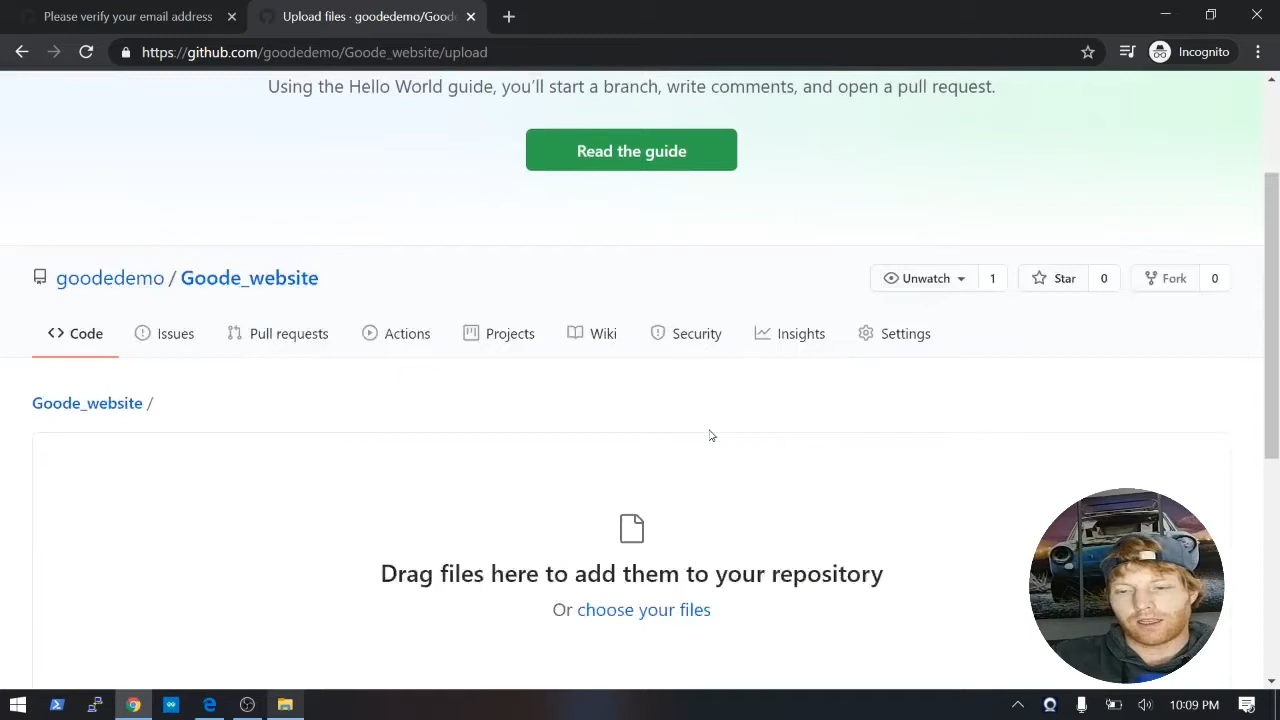 Please verify your email address
Upload files · goodedemo/Goode
https://github.com/goodedemo/Goode_website/upload
Incognito
Using the Hello World guide, you'll start a branch, write comments, and open a pull request.
Read the guide
goodedemo / Goode_website
Unwatch 1
Star 0
Fork 0
Code
Issues
Pull requests
Actions
Projects
Wiki
Security
Insights
Settings
Goode_website /
Drag files here to add them to your repository
Or choose your files
10:09 PM